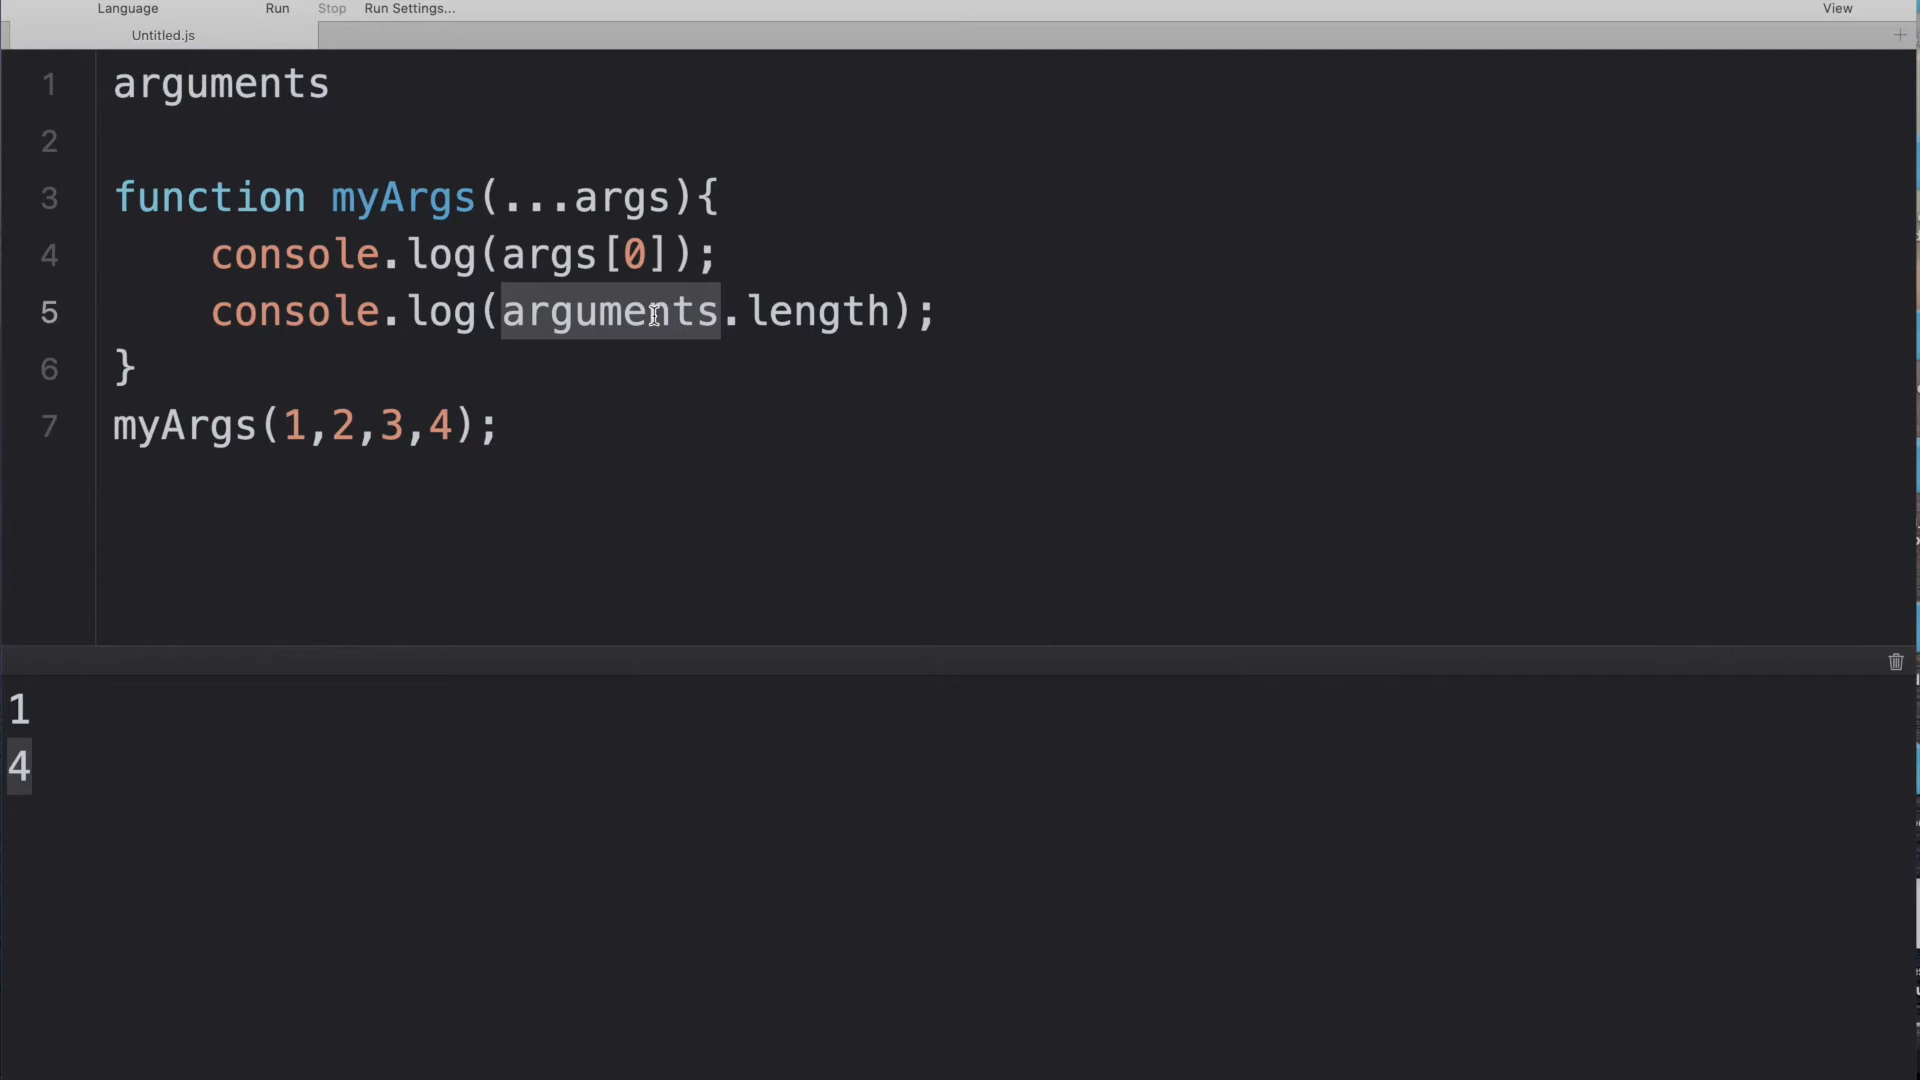 Language Run Stop Run Settings... View
Untitled.js
1 arguments
2
3 function myArgs(...args){
4 console.log(args[0]);
5 console.log(arguments.length);
6 }
7 myArgs(1,2,3,4);
1
4